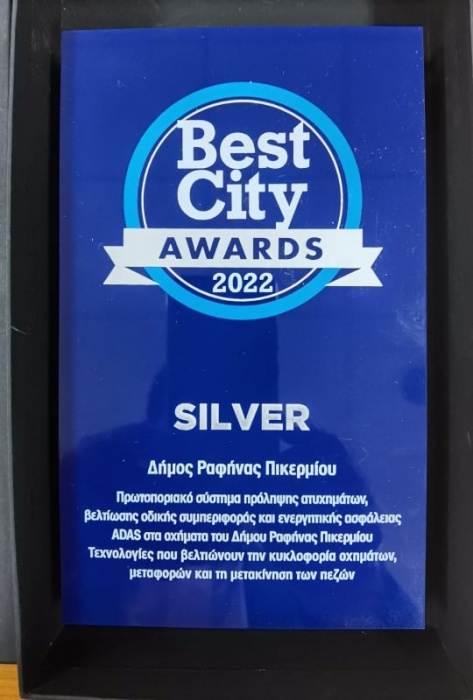 Best
City
AWARDS
2022
SILVER
Δήμος Ραφήνας Πικερμίου
Πρωτοποριακό σύστημα πρόληψης ατυχημάτων,
βελτίωσης οδικής συμπεριφοράς και ενεργητικής ασφάλειας
ADAS στα οχήματα του Δήμου Ραφήνας Πικερμίου
Τεχνολογίες που βελτιώνουν την κυκλοφορία οχημάτων,
μεταφορών και τη μετακίνηση των πεζών